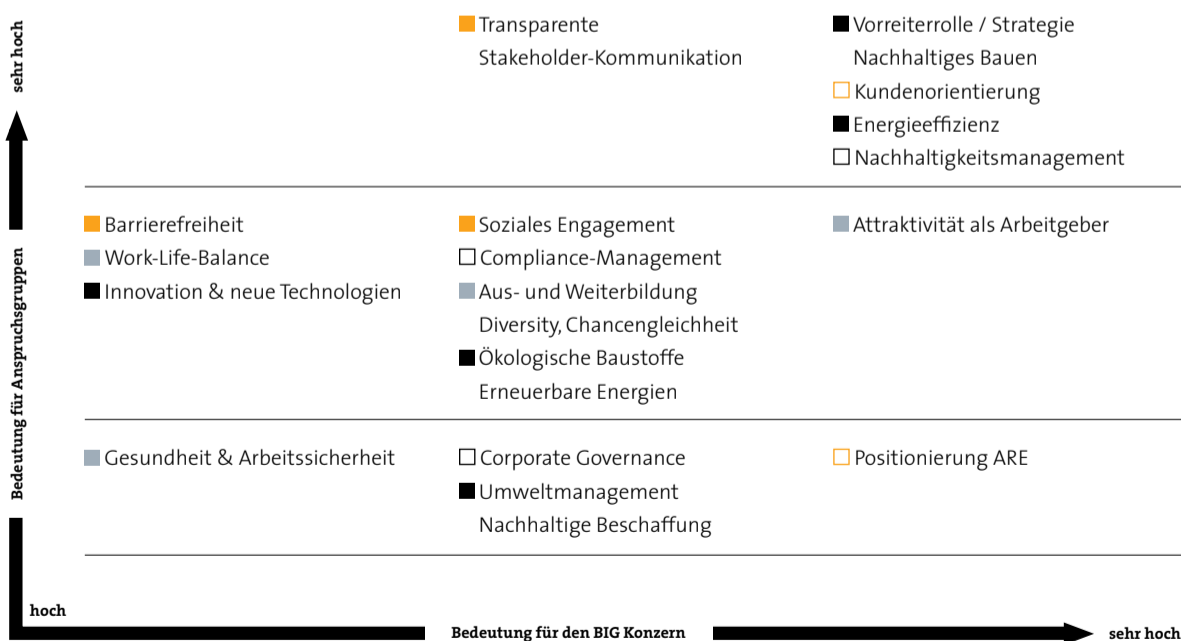 sehr hoch
Bedeutung für Anspruchsgruppen
Transparente
Stakeholder-Kommunikation
Vorreiterrolle / Strategie
Nachhaltiges Bauen
Kundenorientierung
Energieeffizienz
Nachhaltigkeitsmanagement
Barrierefreiheit
Work-Life-Balance
Innovation & neue Technologien
Soziales Engagement
Compliance-Management
Aus- und Weiterbildung
Diversity, Chancengleichheit
Ökologische Baustoffe
Erneuerbare Energien
Attraktivität als Arbeitgeber
Gesundheit & Arbeitssicherheit
Corporate Governance
Umweltmanagement
Nachhaltige Beschaffung
Positionierung ARE
hoch
Bedeutung für den BIG Konzern
sehr hoch